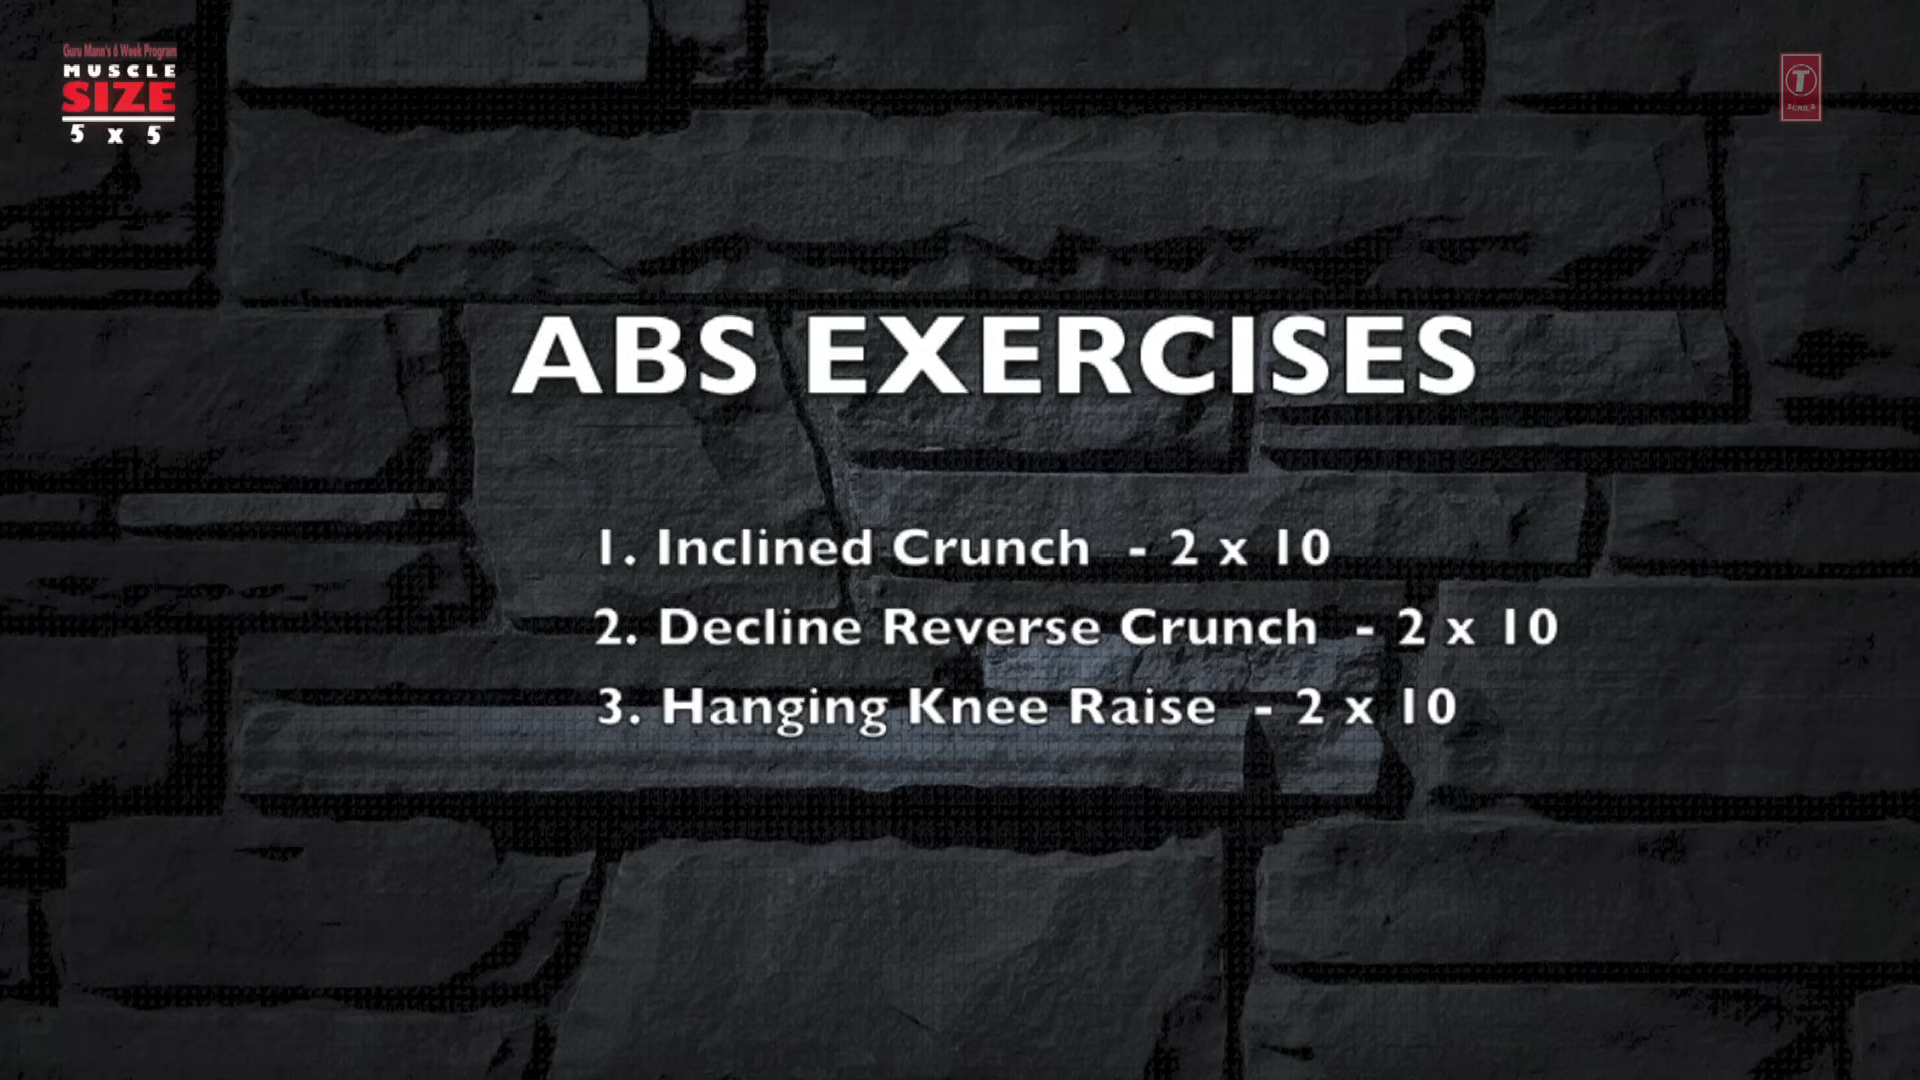 Guru Mann's 6 Week Program
MUSCLE
SIZE
5 x 5
T
SERIES
ABS EXERCISES
1. Inclined Crunch - 2 x 10
2. Decline Reverse Crunch - 2 x 10
3. Hanging Knee Raise - 2 x 10